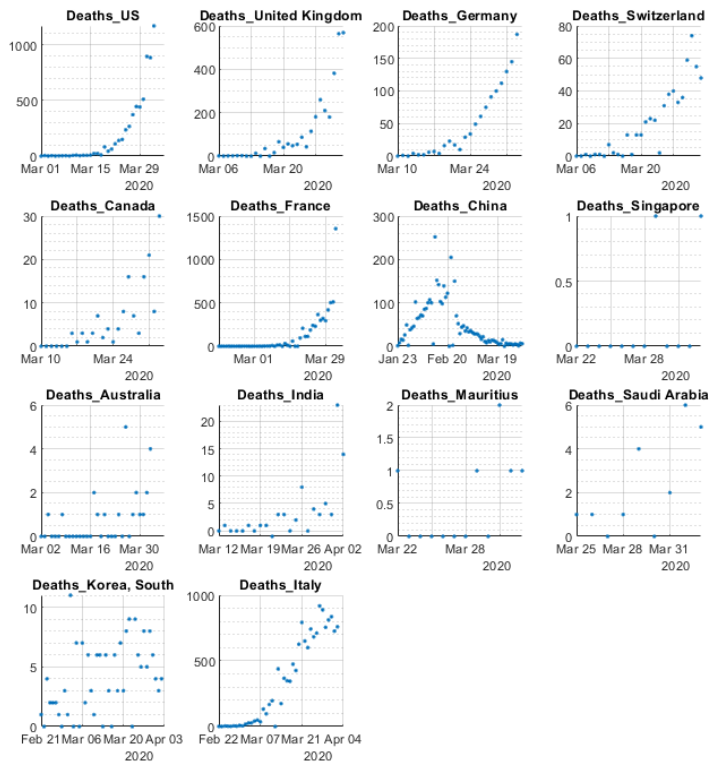 Deaths_US
1000
500
0
Mar 01 Mar 15 Mar 29
2020
Deaths_United Kingdom
600
400
200
0
Mar 06 Mar 20
2020
Deaths_Germany
200
150
100
50
0
Mar 10 Mar 24
2020
Deaths_Switzerland
80
60
40
20
0
Mar 06 Mar 20
2020
Deaths_Canada
30
20
10
0
Mar 10 Mar 24
2020
Deaths_France
1500
1000
500
0
Mar 01 Mar 29
2020
Deaths_China
300
200
100
0
Jan 23 Feb 20 Mar 19
2020
Deaths_Singapore
1
0.5
0
Mar 22 Mar 28
2020
Deaths_Australia
6
4
2
0
Mar 02 Mar 16 Mar 30
2020
Deaths_India
20
15
10
5
0
Mar 12 Mar 19 Mar 26 Apr 02
2020
Deaths_Mauritius
2
1.5
1
0.5
0
Mar 22 Mar 28
2020
Deaths_Saudi Arabia
6
4
2
0
Mar 25 Mar 28 Mar 31
2020
Deaths_Korea, South
10
5
0
Feb 21 Mar 06 Mar 20 Apr 03
2020
Deaths_Italy
1000
500
0
Feb 22 Mar 07 Mar 21 Apr 04
2020